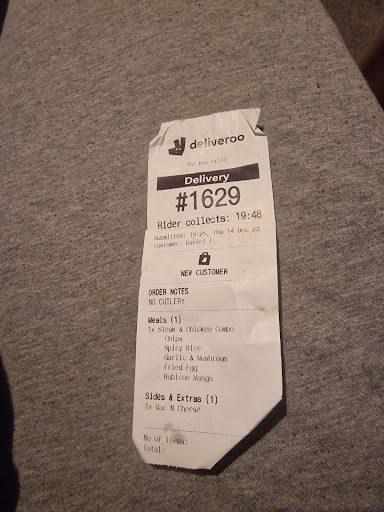 deliveroo
Grill
Delivery
#1629
Rider collects: 19:48
Submitted: 19:25, Thu 14 Dec 23
Customer: Daniel
NEW CUSTOMER
ORDER NOTES
NO CUTLERY
Meals (1)
1x Steak & Chicken Combo
Chips
Spicy Rice
Garlic & Mushroom
Fried Egg
Rubicon Mango
Sides & Extras (1)
1x Mac N Cheese
No of items:
Total: